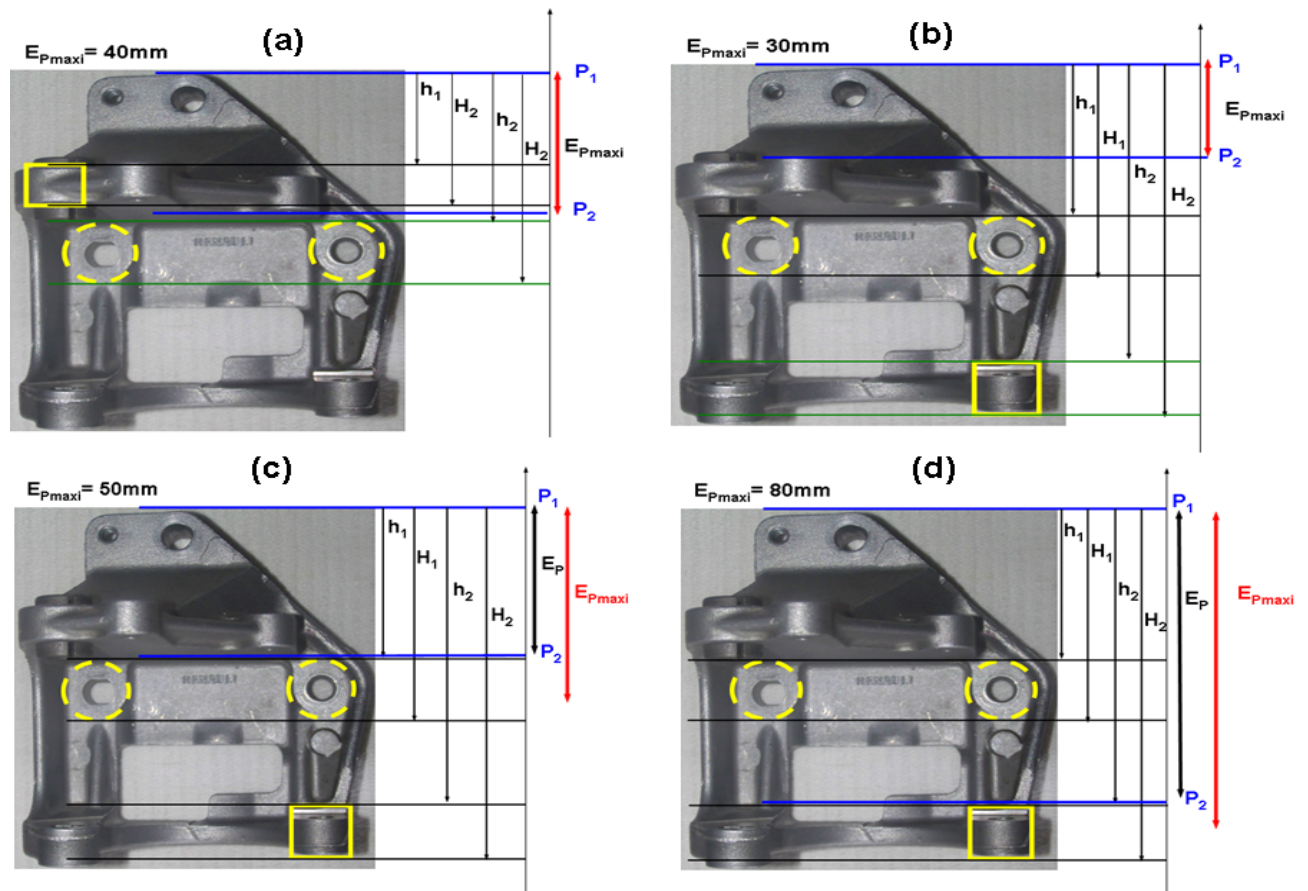 (a)
E_Pmaxi= 40mm
P₁
h₁
H₂
h₂
H₂
E_Pmaxi
P₂
(b)
E_Pmaxi= 30mm
P₁
h₁
H₁
h₂
H₂
E_Pmaxi
P₂
(c)
E_Pmaxi= 50mm
P₁
h₁
H₁
h₂
H₂
E_P
E_Pmaxi
P₂
(d)
E_Pmaxi= 80mm
P₁
h₁
H₁
h₂
H₂
E_P
E_Pmaxi
P₂